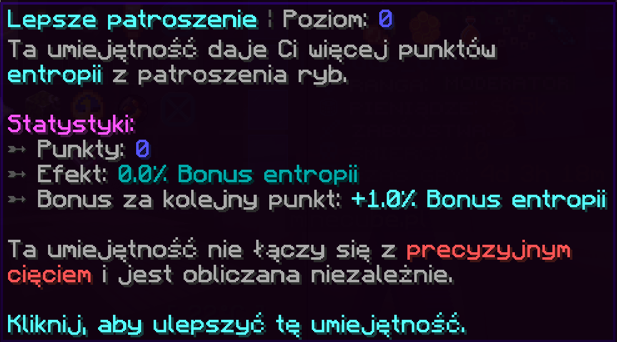 Lepsze patroszenie ¦ Poziom: 0
Ta umiejętność daje Ci więcej punktów
entropii z patroszenia ryb.
Statystyki:
➳ Punkty: 0
➳ Efekt: 0.0% Bonus entropii
➳ Bonus za kolejny punkt: +1.0% Bonus entropii
Ta umiejętność nie łączy się z precyzyjnym
cięciem i jest obliczana niezależnie.
Kliknij, aby ulepszyć tę umiejętność.